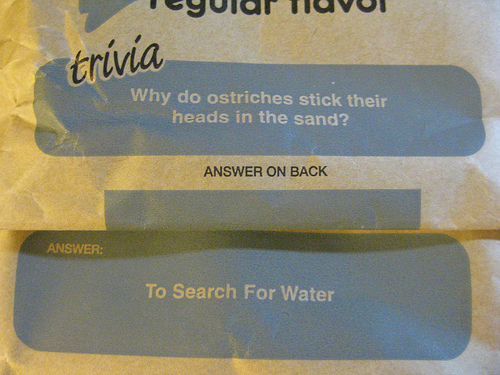 regular flavor
trivia
Why do ostriches stick their
heads in the sand?
ANSWER ON BACK
ANSWER:
To Search For Water